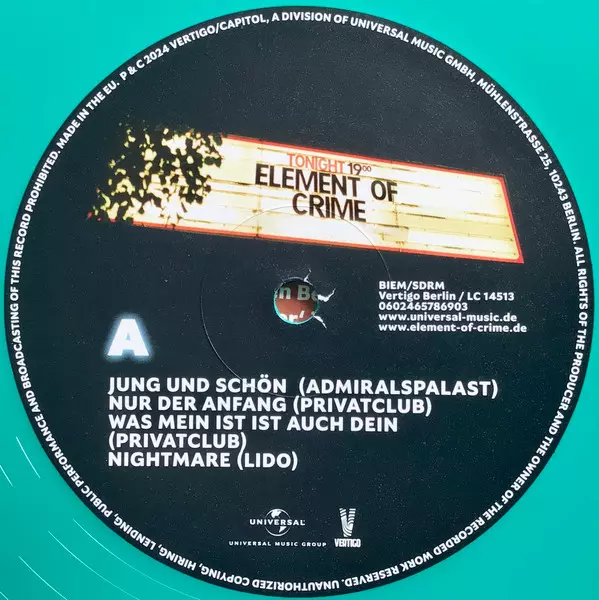 UNAUTHORIZED COPYING, HIRING, LENDING, PUBLIC PERFORMANCE AND BROADCASTING OF THIS RECORD PROHIBITED. MADE IN THE EU. P & C 2024 VERTIGO/CAPITOL, A DIVISION OF UNIVERSAL MUSIC GMBH, MÜHLENSTRASSE 25, 10243 BERLIN. ALL RIGHTS OF THE PRODUCER AND THE OWNER OF THE RECORDED WORK RESERVED.
TONIGHT 19⁰⁰
ELEMENT OF
CRIME
BIEM/SDRM
Vertigo Berlin / LC 14513
0602465786903
www.universal-music.de
www.element-of-crime.de
A
JUNG UND SCHÖN (ADMIRALSPALAST)
NUR DER ANFANG (PRIVATCLUB)
WAS MEIN IST IST AUCH DEIN
(PRIVATCLUB)
NIGHTMARE (LIDO)
UNIVERSAL
UNIVERSAL MUSIC GROUP
VERTIGO